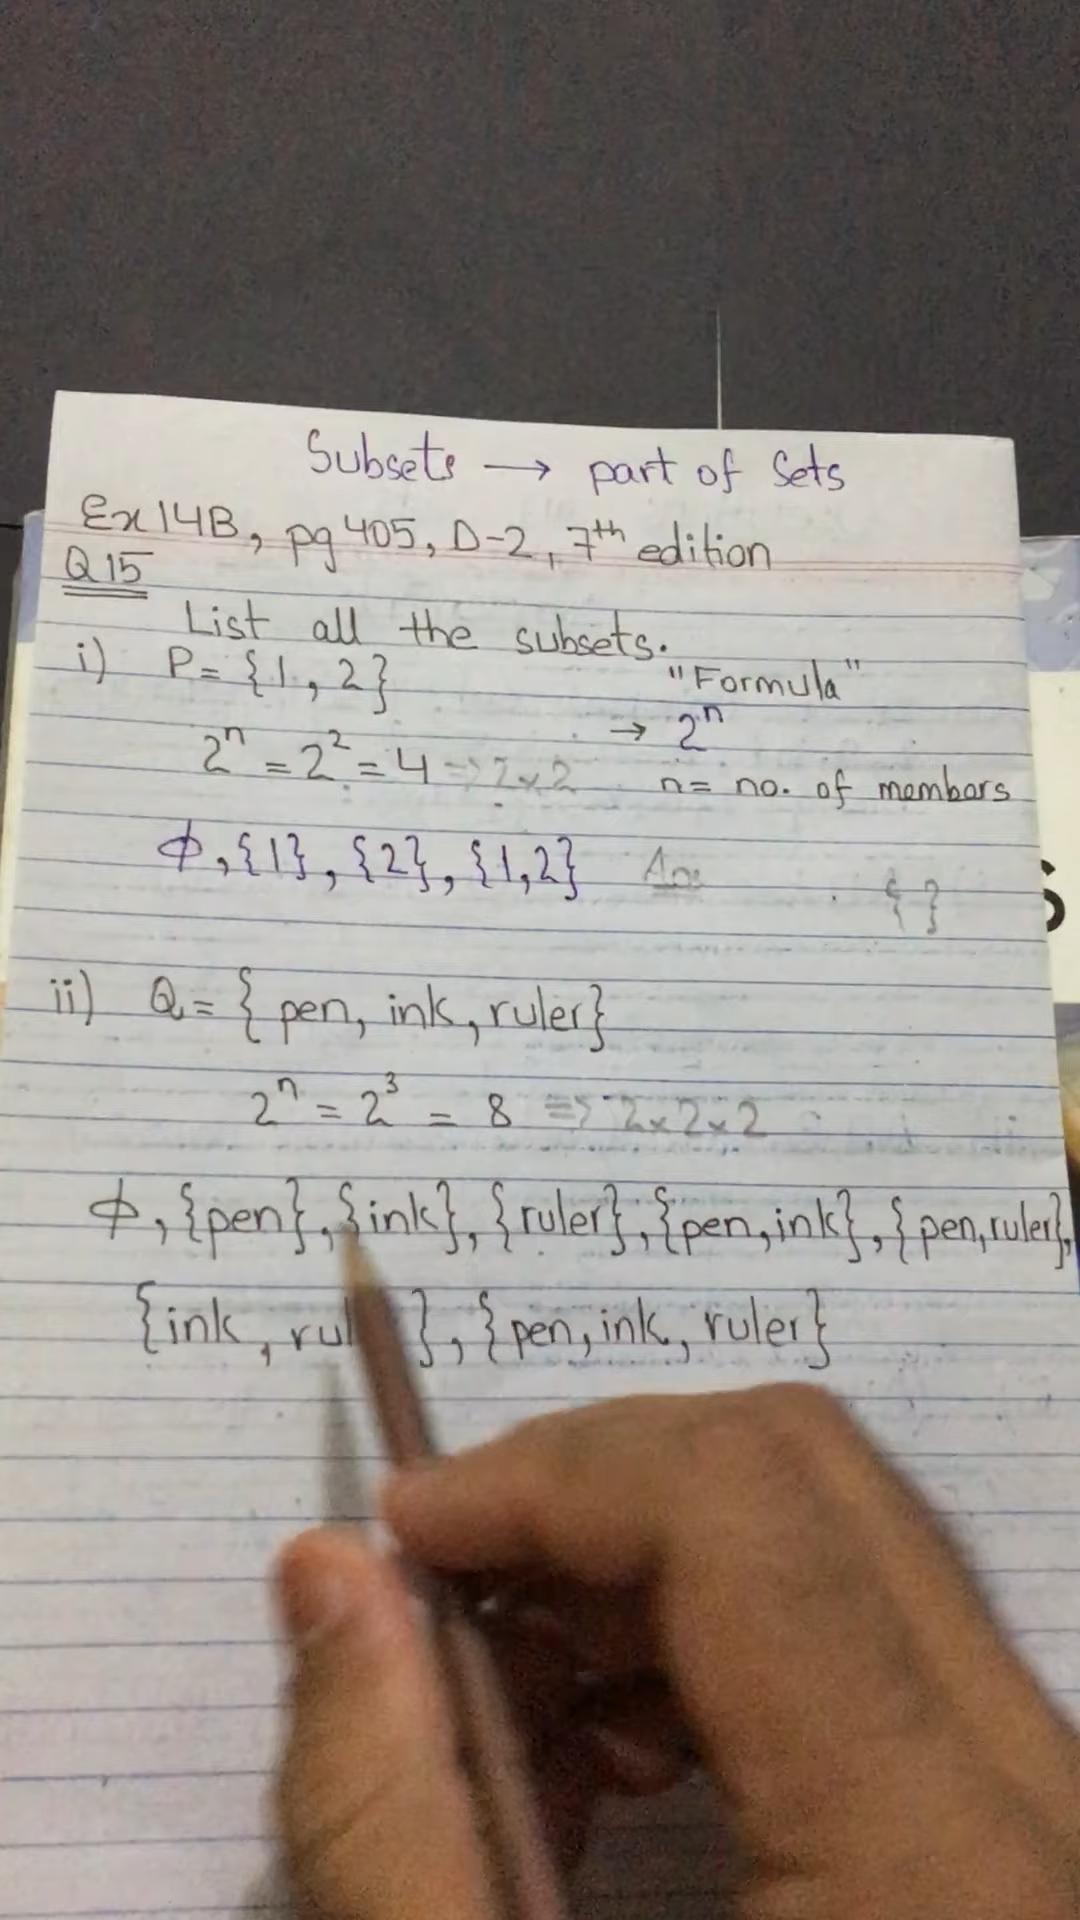 Subsets → part of Sets
Ex 14B, pg 405, D-2, 7th edition
Q15
List all the subsets.
i) P = {1, 2}
"Formula"
→ 2ⁿ
2ⁿ = 2² = 4 => 2×2
n = no. of members
ϕ, {1}, {2}, {1,2} Ans
{ }
ii) Q = { pen, ink, ruler}
2ⁿ = 2³ = 8 => 2×2×2
ϕ, {pen}, {ink}, {ruler}, {pen, ink}, {pen, ruler},
{ink, }, {pen, ink, ruler}